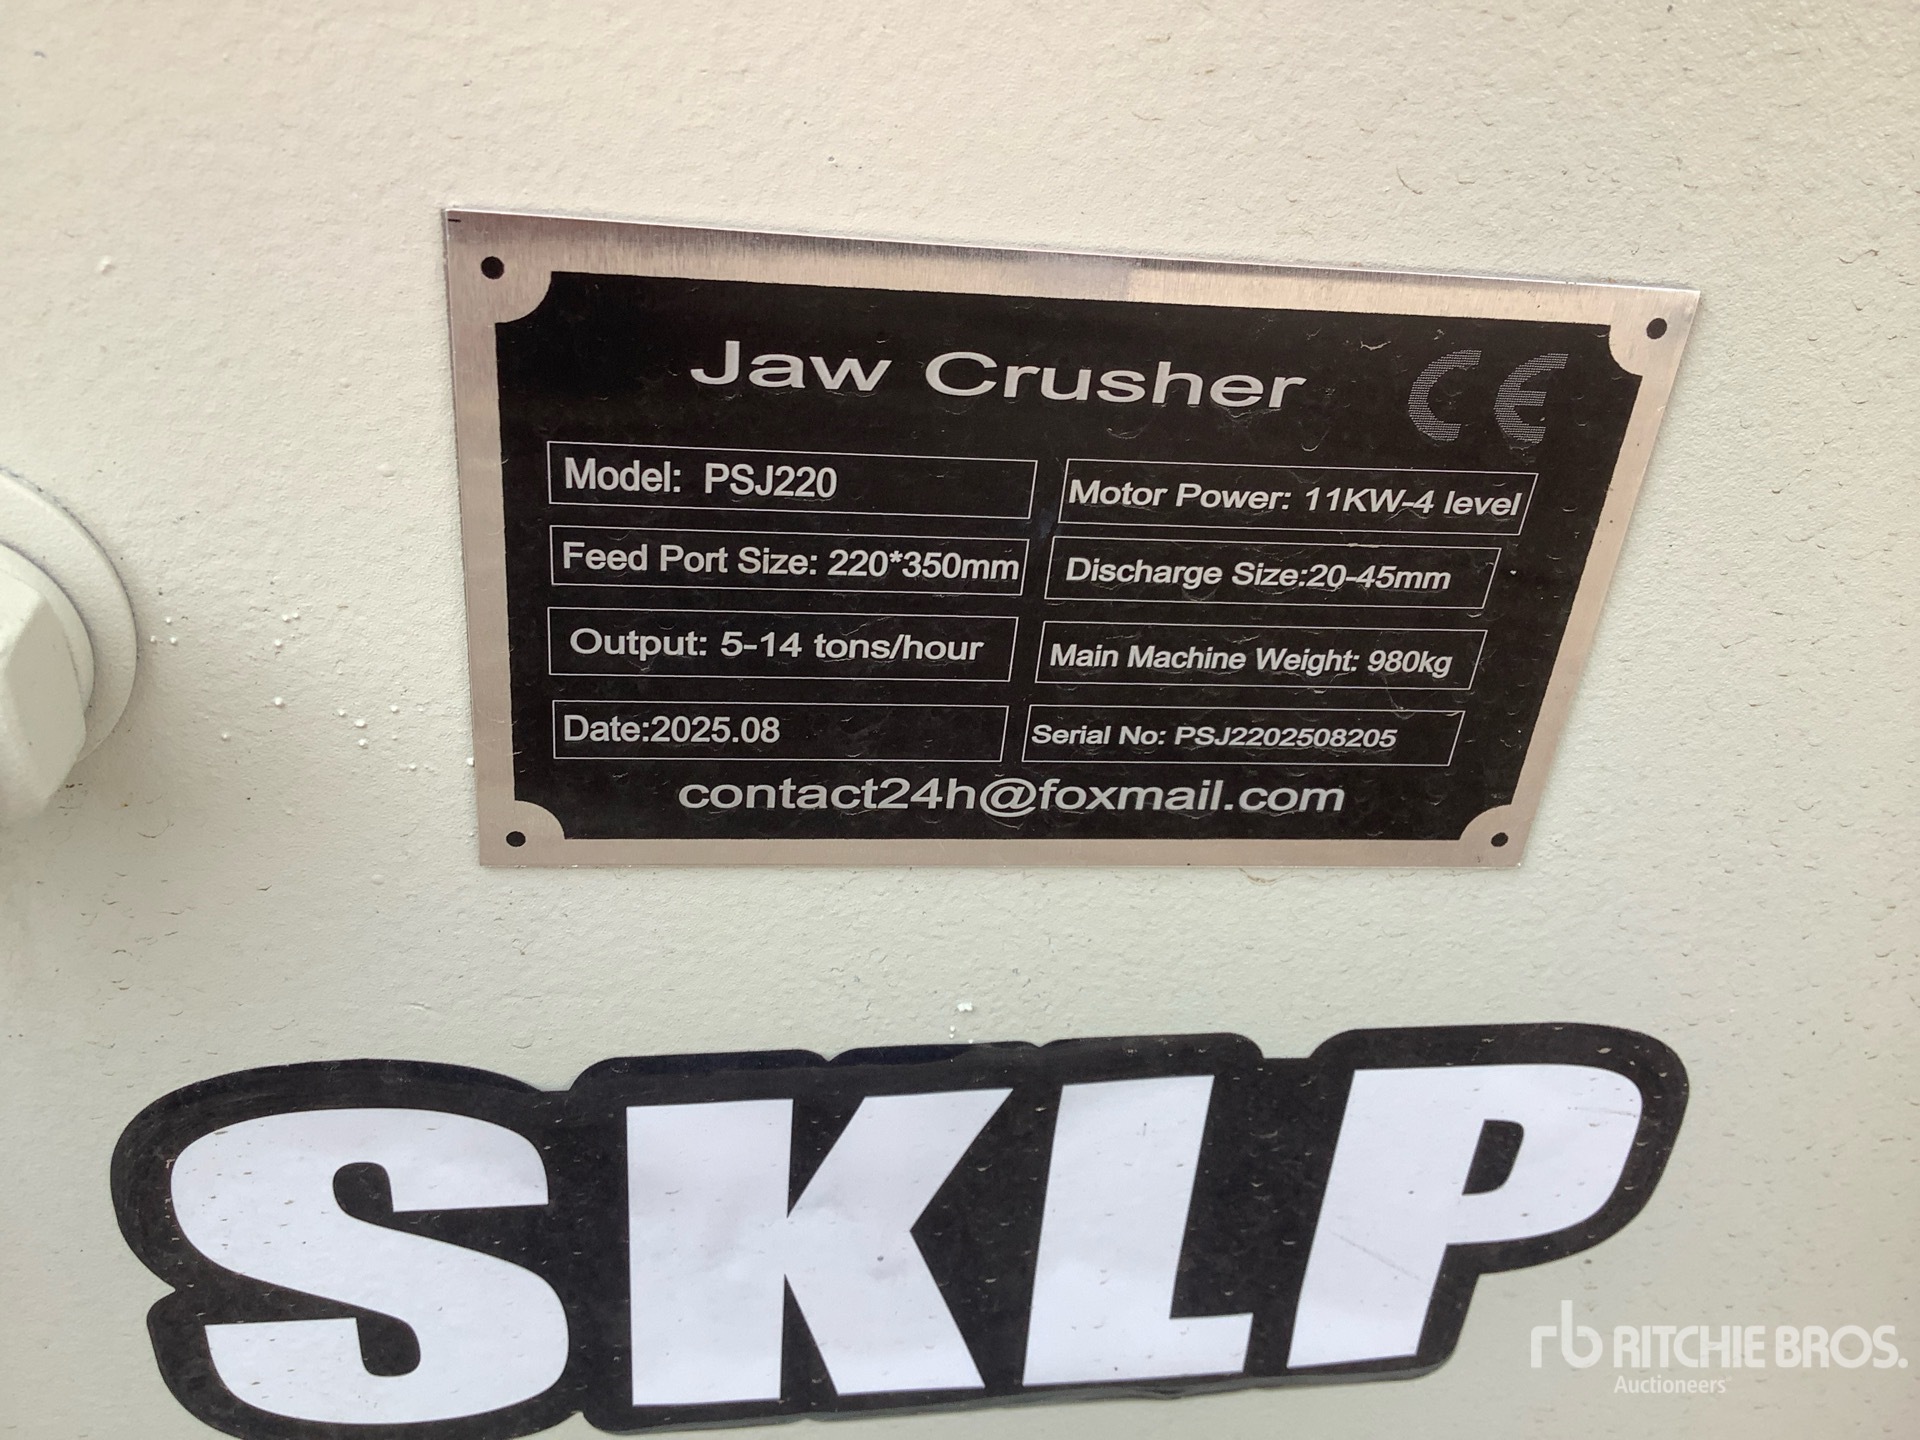 Jaw Crusher CE
Model: PSJ220
Motor Power: 11KW-4 level
Feed Port Size: 220*350mm
Discharge Size:20-45mm
Output: 5-14 tons/hour
Main Machine Weight: 980kg
Date:2025.08
Serial No: PSJ2202508205
contact24h@foxmail.com
SKLP
rb RITCHIE BROS.
Auctioneers